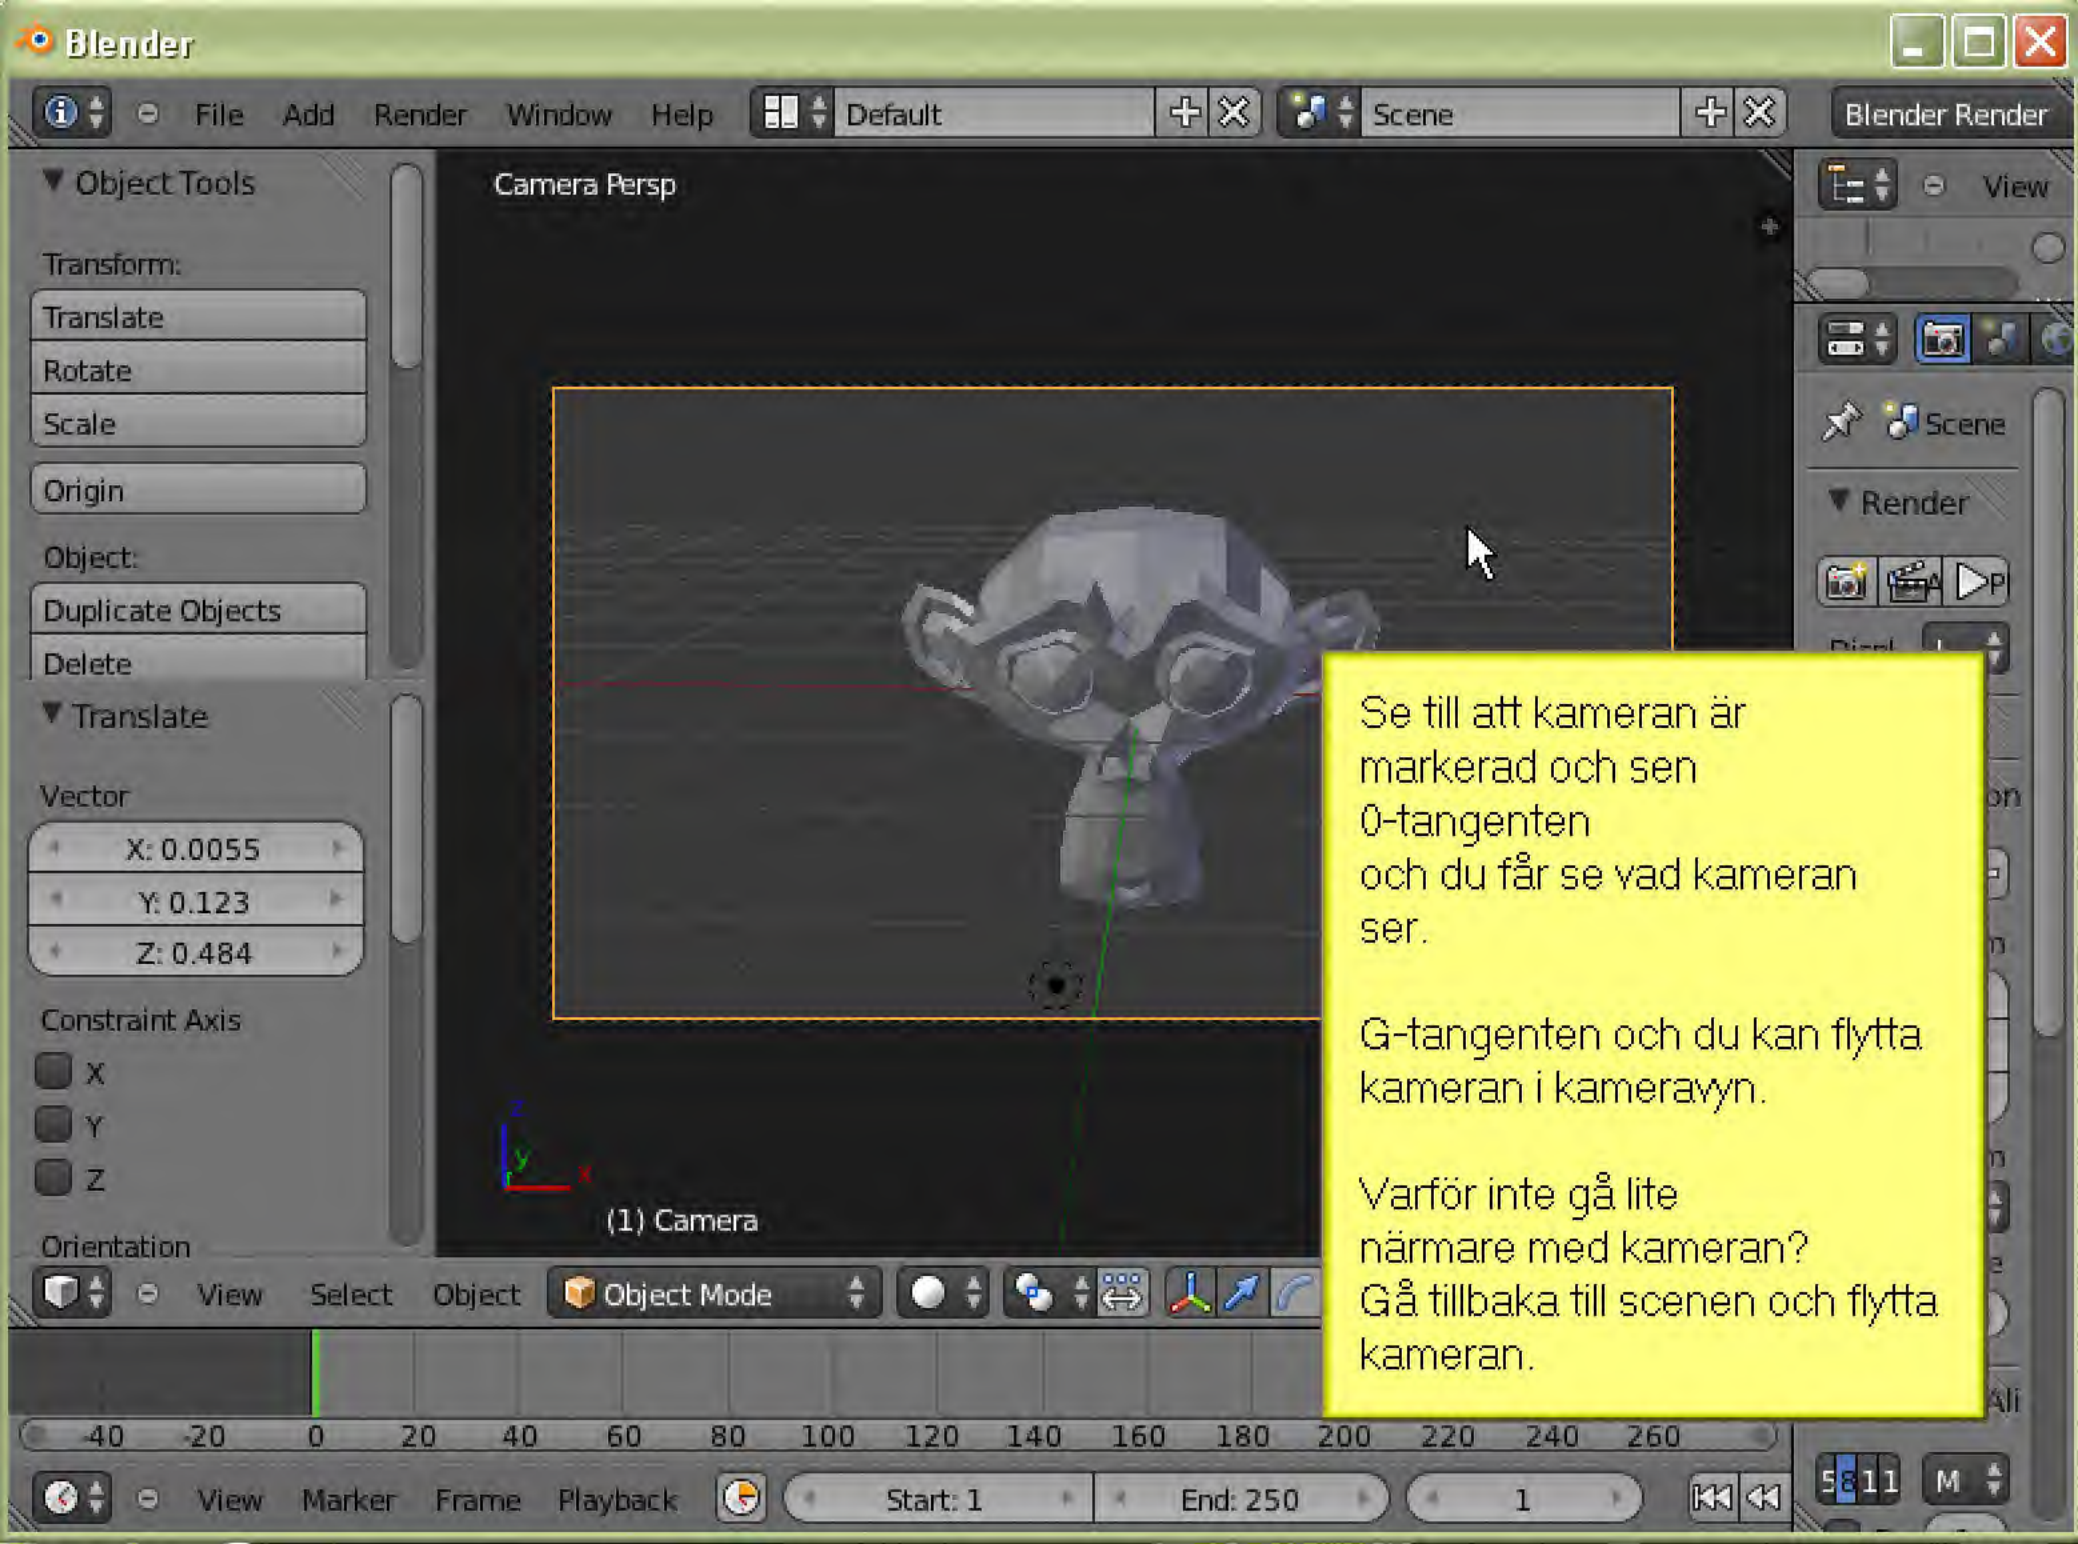 Blender
File Add Render Window Help Default Scene Blender Render
Object Tools
Transform:
Translate
Rotate
Scale
Origin
Object:
Duplicate Objects
Delete
Translate
Vector
X: 0.0055
Y: 0.123
Z: 0.484
Constraint Axis
X
Y
Z
Orientation
Camera Persp
z
y
x
(1) Camera
View
Scene
Render
Se till att kameran är
markerad och sen
0-tangenten
och du får se vad kameran
ser.
G-tangenten och du kan flytta
kameran i kameravyn.
Varför inte gå lite
närmare med kameran?
Gå tillbaka till scenen och flytta
kameran.
View Select Object Object Mode
-40 -20 0 20 40 60 80 100 120 140 160 180 200 220 240 260
View Marker Frame Playback Start: 1 End: 250 1
5 8 11 M